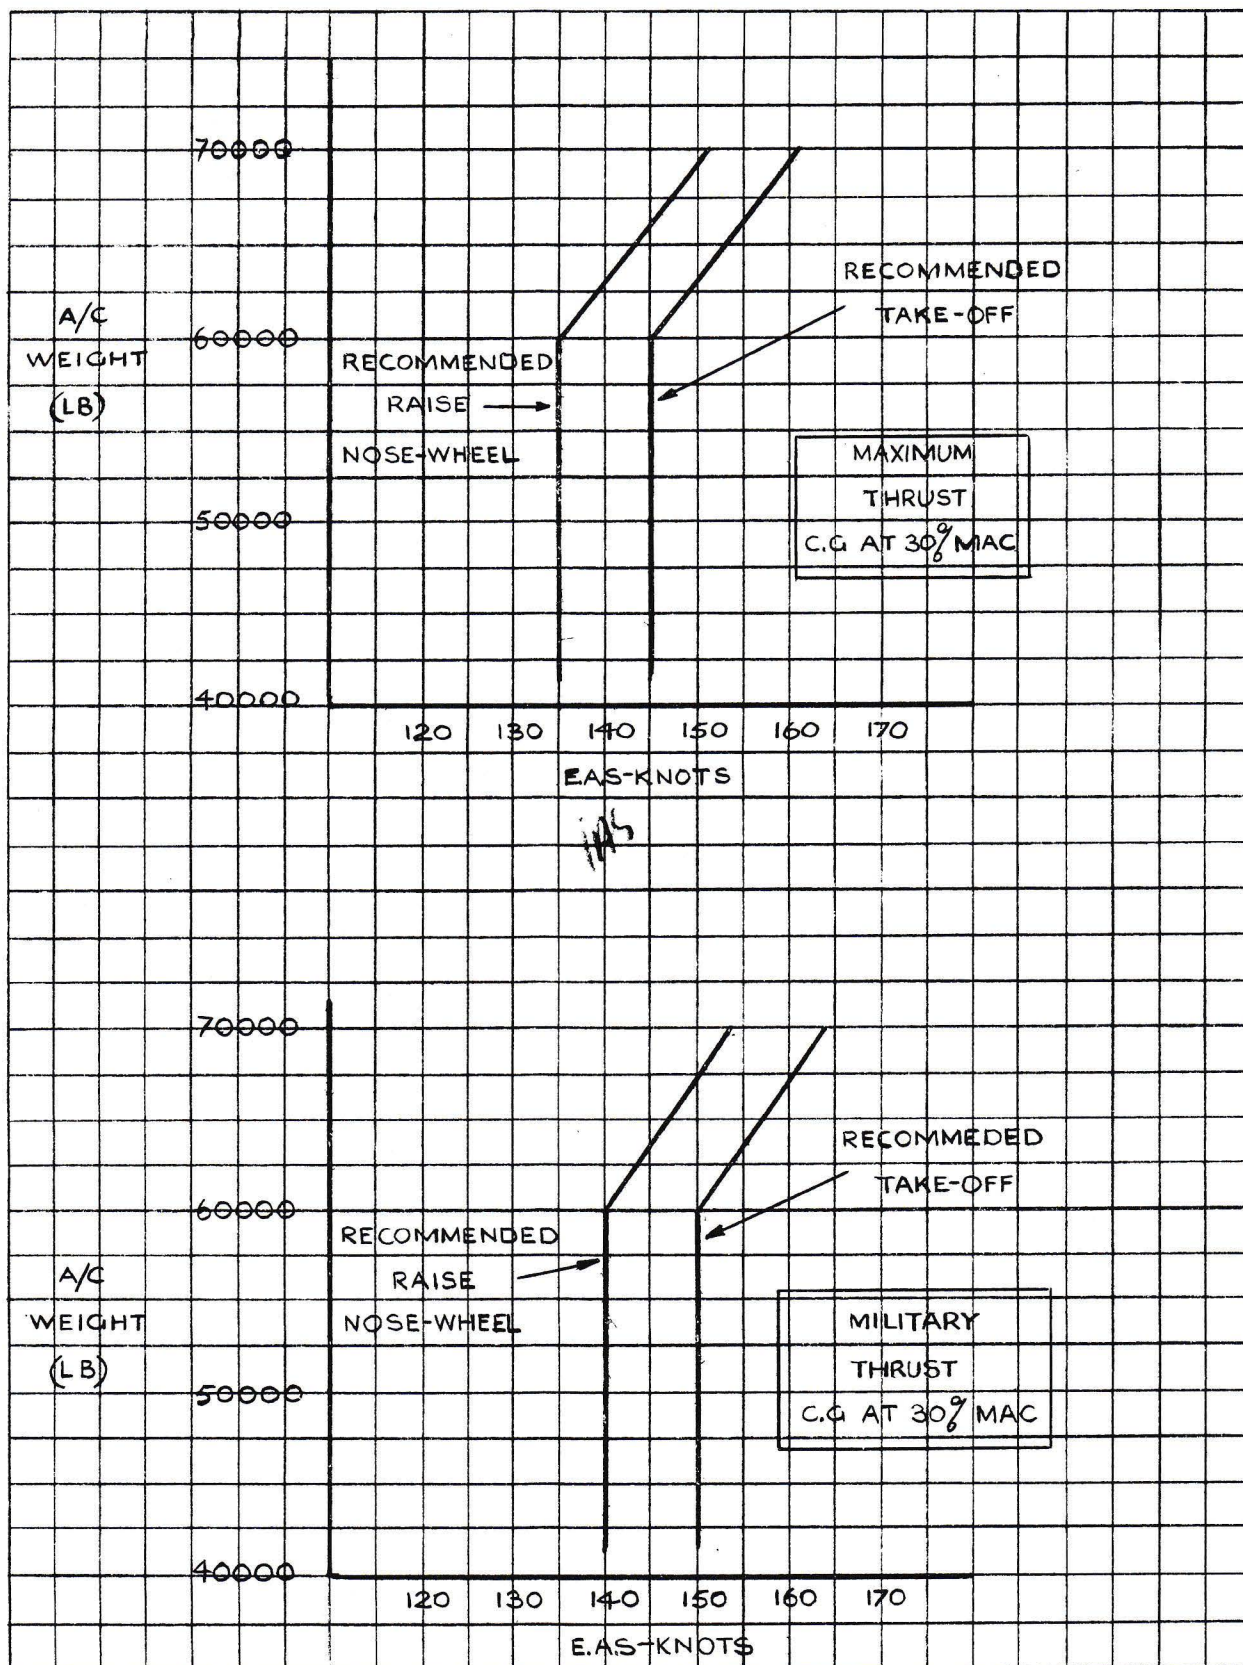 70000
RECOMMENDED
TAKE-OFF
A/C
WEIGHT
(LB)
60000
RECOMMENDED
RAISE
NOSE-WHEEL
MAXIMUM
THRUST
C.G AT 30% MAC
50000
40000
120 130 140 150 160 170
E.A.S-KNOTS
IAS
70000
RECOMMEDED
TAKE-OFF
60000
RECOMMENDED
RAISE
NOSE-WHEEL
A/C
WEIGHT
(LB)
MILITARY
THRUST
C.G AT 30% MAC
50000
40000
120 130 140 150 160 170
E.A.S-KNOTS